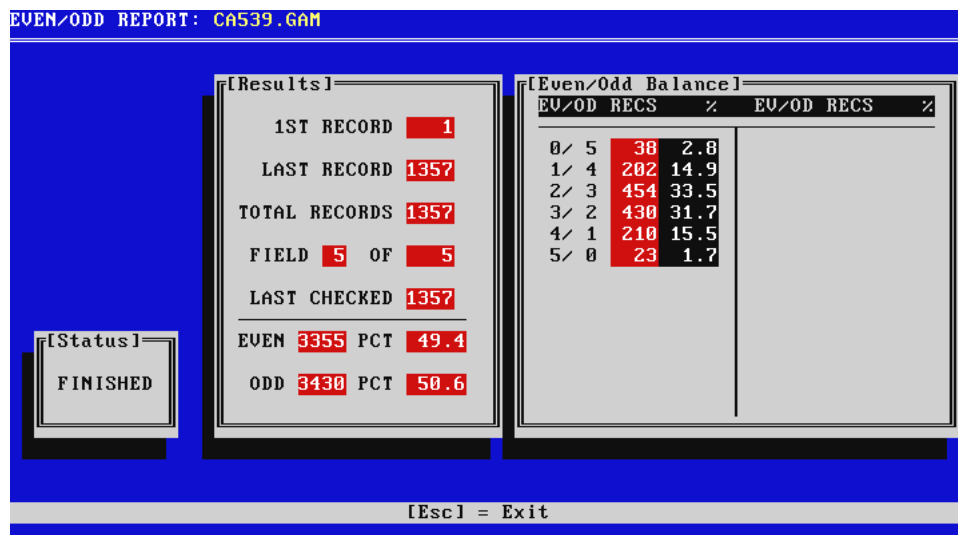 EVEN/ODD REPORT: CA539.GAM
[Results]
1ST RECORD 1
LAST RECORD 1357
TOTAL RECORDS 1357
FIELD 5 OF 5
LAST CHECKED 1357
EVEN 3355 PCT 49.4
ODD 3430 PCT 50.6
[Even/Odd Balance]
EV/OD RECS % EV/OD RECS %
0/ 5 38 2.8
1/ 4 202 14.9
2/ 3 454 33.5
3/ 2 430 31.7
4/ 1 210 15.5
5/ 0 23 1.7
[Status]
FINISHED
[Esc] = Exit